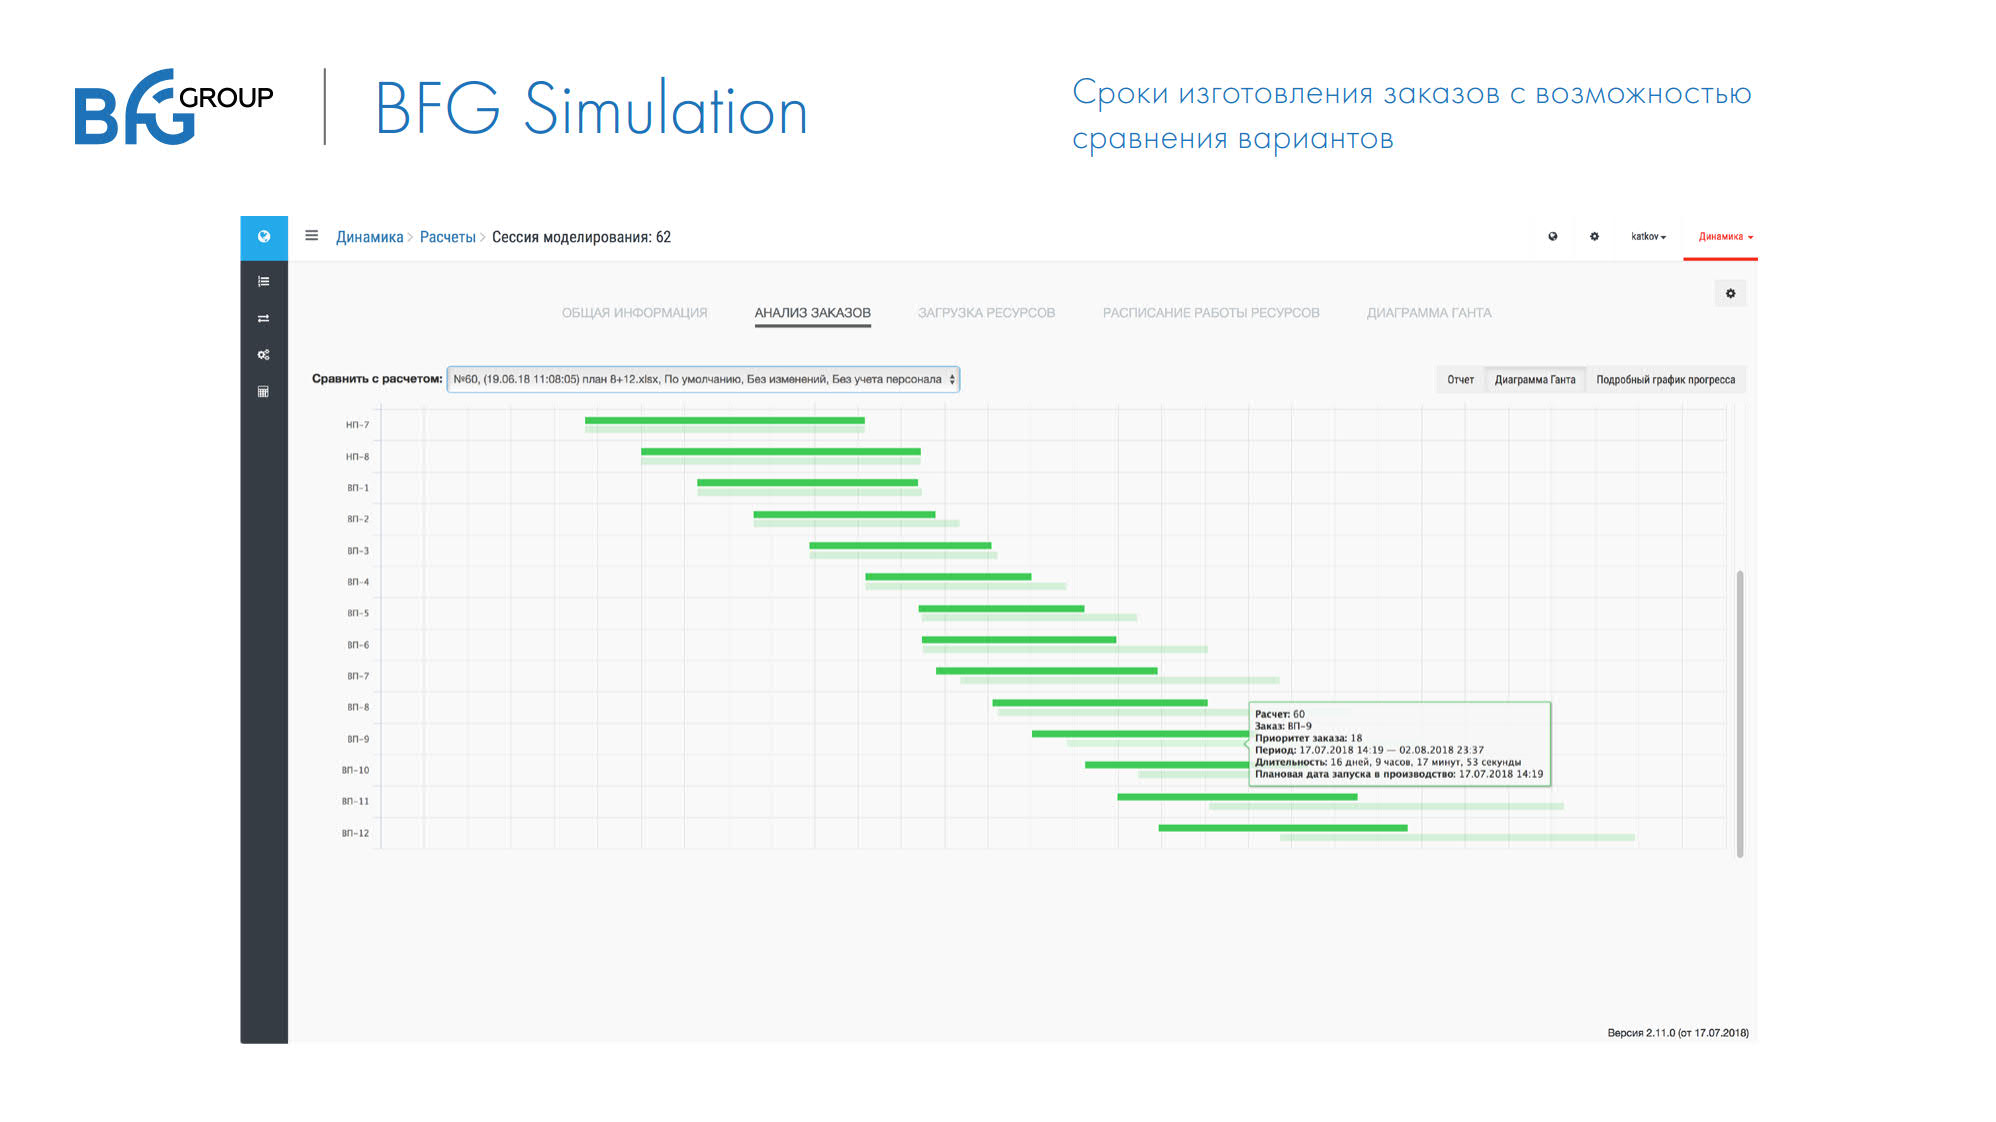 BFG GROUP
BFG Simulation
Сроки изготовления заказов с возможностью
сравнения вариантов
Динамика > Расчеты > Сессия моделирования: 62
katkov
Динамика
ОБЩАЯ ИНФОРМАЦИЯ
АНАЛИЗ ЗАКАЗОВ
ЗАГРУЗКА РЕСУРСОВ
РАСПИСАНИЕ РАБОТЫ РЕСУРСОВ
ДИАГРАММА ГАНТА
Сравнить с расчетом: №60, (19.06.18 11:08:05) план 8+12.xlsx, По умолчанию, Без изменений, Без учета персонала
Отчет
Диаграмма Ганта
Подробный график прогресса
НП-7
НП-8
ВП-1
ВП-2
ВП-3
ВП-4
ВП-5
ВП-6
ВП-7
ВП-8
ВП-9
ВП-10
ВП-11
ВП-12
Расчет: 60
Заказ: ВП-9
Приоритет заказа: 18
Период: 17.07.2018 14:19 — 02.08.2018 23:37
Длительность: 16 дней, 9 часов, 17 минут, 53 секунды
Плановая дата запуска в производство: 17.07.2018 14:19
Версия 2.11.0 (от 17.07.2018)